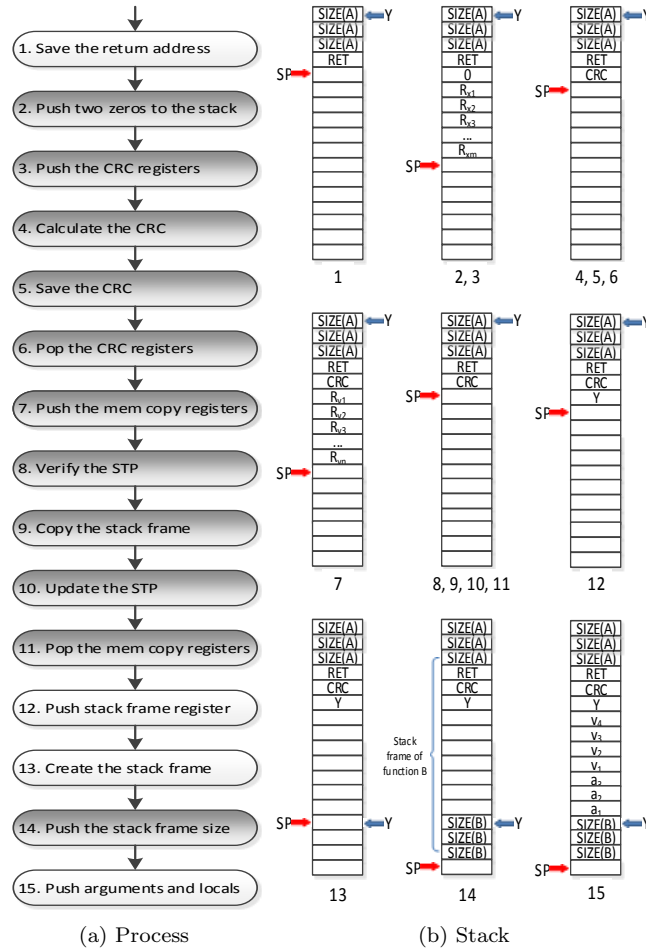 1. Save the return address
2. Push two zeros to the stack
3. Push the CRC registers
4. Calculate the CRC
5. Save the CRC
6. Pop the CRC registers
7. Push the mem copy registers
8. Verify the STP
9. Copy the stack frame
10. Update the STP
11. Pop the mem copy registers
12. Push stack frame register
13. Create the stack frame
14. Push the stack frame size
15. Push arguments and locals
(a) Process
SIZE(A) Y
SIZE(A)
SIZE(A)
RET
SP
1
SIZE(A) Y
SIZE(A)
SIZE(A)
RET
0
Rx1
Rx2
Rx3
...
Rxm
SP
2, 3
SIZE(A) Y
SIZE(A)
SIZE(A)
RET
CRC
SP
4, 5, 6
SIZE(A) Y
SIZE(A)
SIZE(A)
RET
CRC
Ry1
Ry2
Ry3
...
Ryn
SP
7
SIZE(A) Y
SIZE(A)
SIZE(A)
RET
CRC
SP
8, 9, 10, 11
SIZE(A) Y
SIZE(A)
SIZE(A)
RET
CRC
Y
SP
12
SIZE(A)
SIZE(A)
SIZE(A)
RET
CRC
Y
SP Y
13
SIZE(A)
SIZE(A)
SIZE(A)
RET
CRC
Y
Stack
frame of
function B
SIZE(B) Y
SIZE(B)
SIZE(B)
SP
14
SIZE(A)
SIZE(A)
SIZE(A)
RET
CRC
Y
v4
v3
v2
v1
a3
a2
a1
SIZE(B) Y
SIZE(B)
SIZE(B)
SP
15
(b) Stack